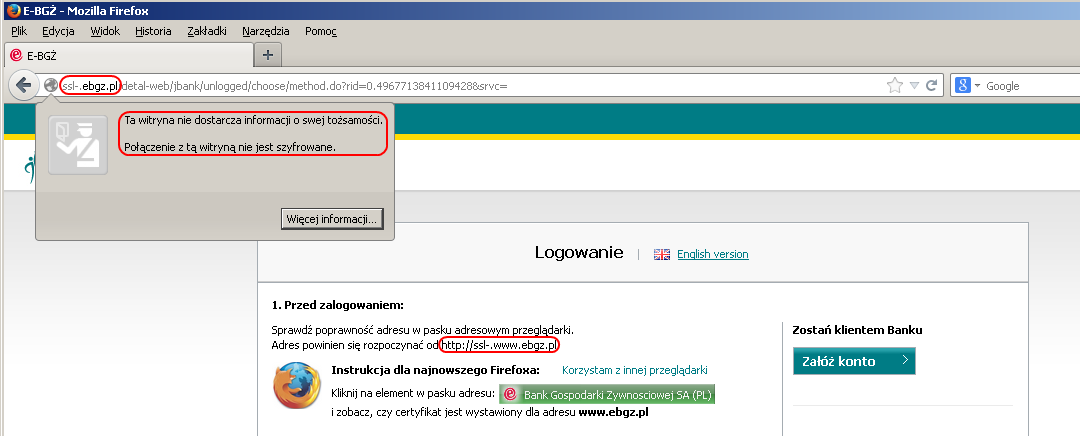 E-BGŻ - Mozilla Firefox
Plik Edycja Widok Historia Zakładki Narzędzia Pomoc
E-BGŻ
ssl-.ebgz.pl/detal-web/jbank/unlogged/choose/method.do?rid=0.4967713841109428&srvc=
Google
Ta witryna nie dostarcza informacji o swej tożsamości.
Połączenie z tą witryną nie jest szyfrowane.
Więcej informacji...
Logowanie | English version
1. Przed zalogowaniem:
Sprawdź poprawność adresu w pasku adresowym przeglądarki.
Adres powinien się rozpoczynać od http://ssl-.www.ebgz.pl
Instrukcja dla najnowszego Firefoxa: Korzystam z innej przeglądarki
Kliknij na element w pasku adresu: Bank Gospodarki Zywnosciowej SA (PL)
i zobacz, czy certyfikat jest wystawiony dla adresu www.ebgz.pl
Zostań klientem Banku
Załóż konto